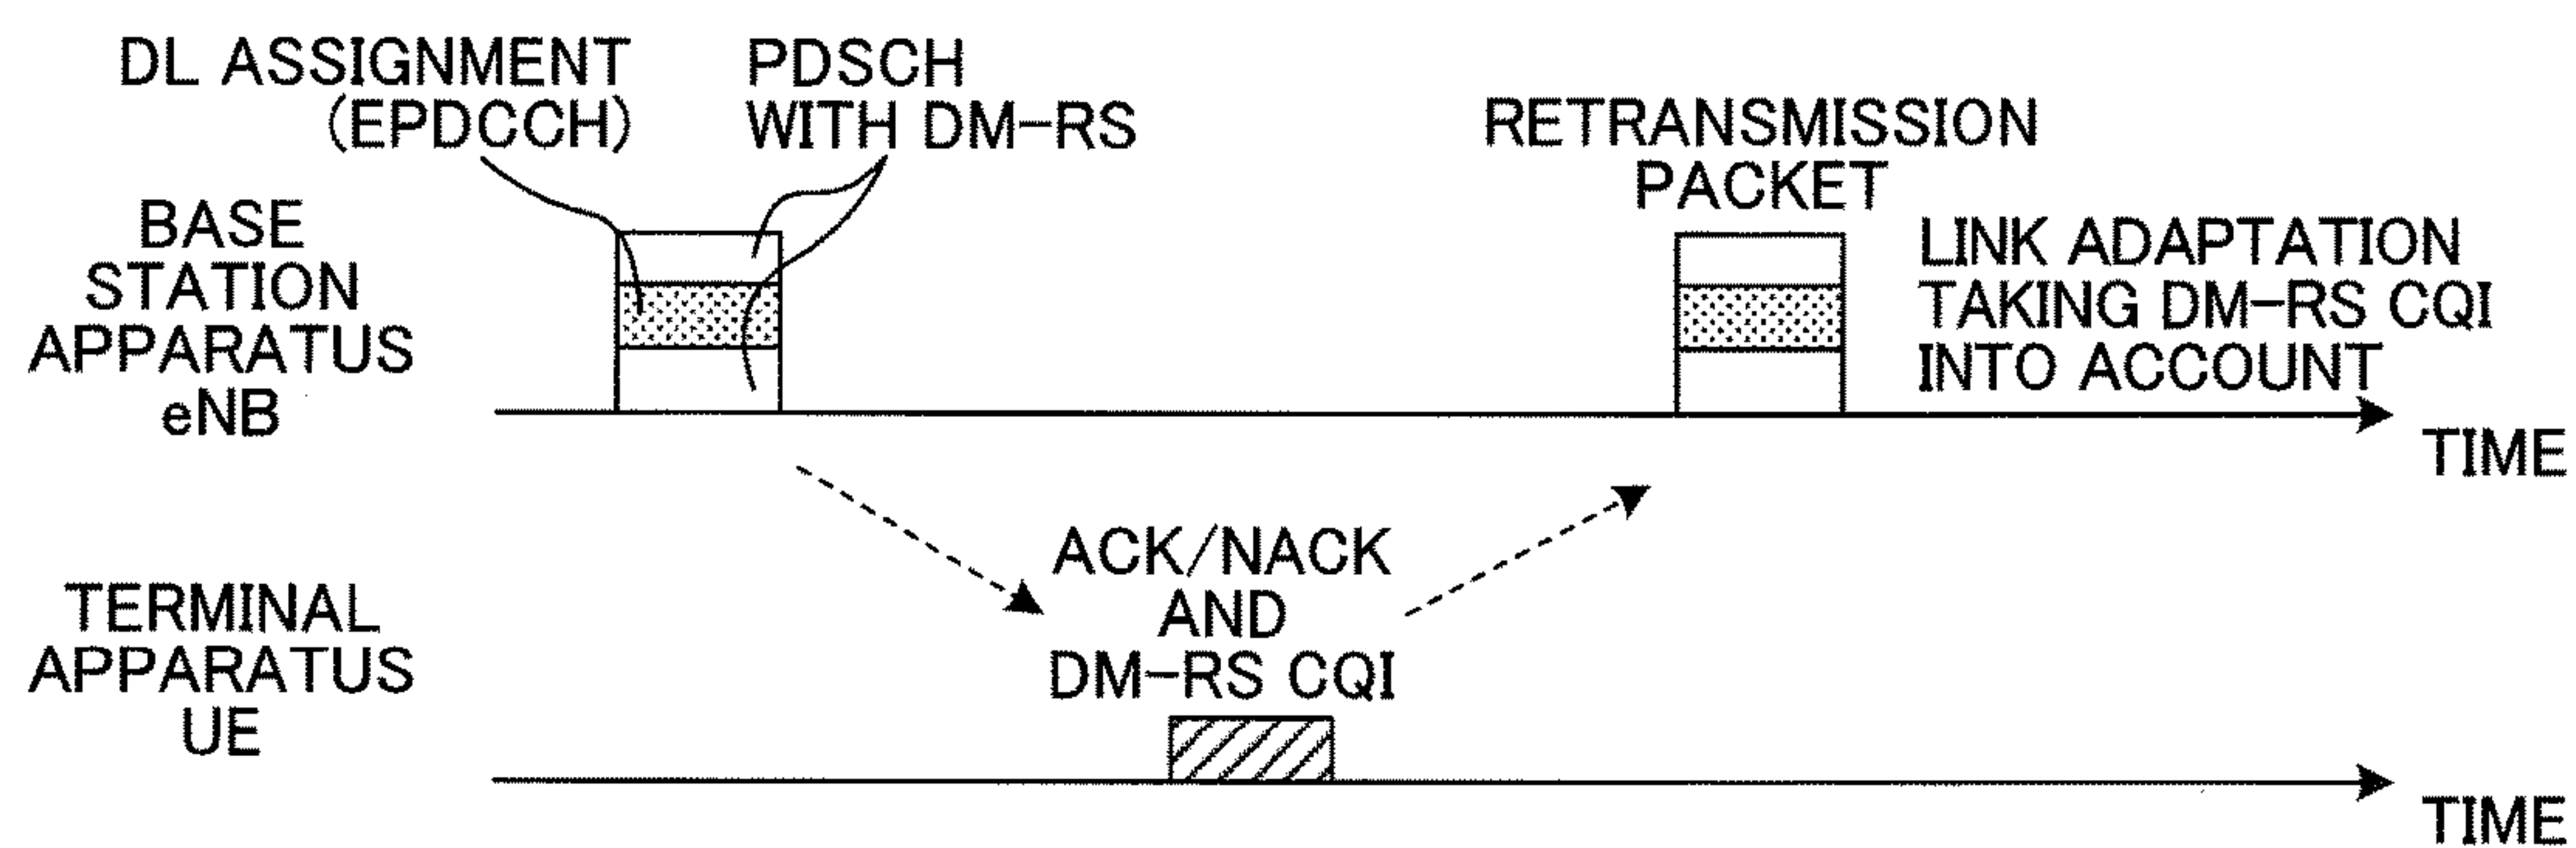 DL ASSIGNMENT
(EPDCCH)
PDSCH
WITH DM-RS
RETRANSMISSION
PACKET
BASE
STATION
APPARATUS
eNB
LINK ADAPTATION
TAKING DM-RS CQI
INTO ACCOUNT
TIME
ACK/NACK
AND
DM-RS CQI
TERMINAL
APPARATUS
UE
TIME